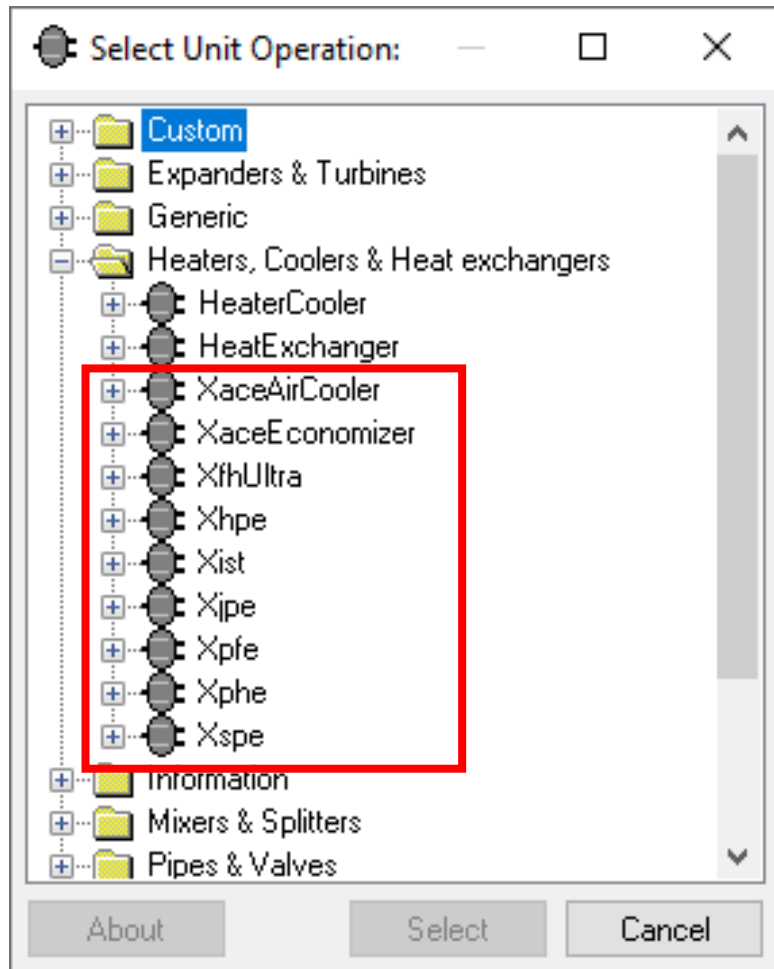 Select Unit Operation:
Custom
Expanders & Turbines
Generic
Heaters, Coolers & Heat exchangers
HeaterCooler
HeatExchanger
XaceAirCooler
XaceEconomizer
XfhUltra
Xhpe
Xist
Xjpe
Xpfe
Xphe
Xspe
Information
Mixers & Splitters
Pipes & Valves
About
Select
Cancel